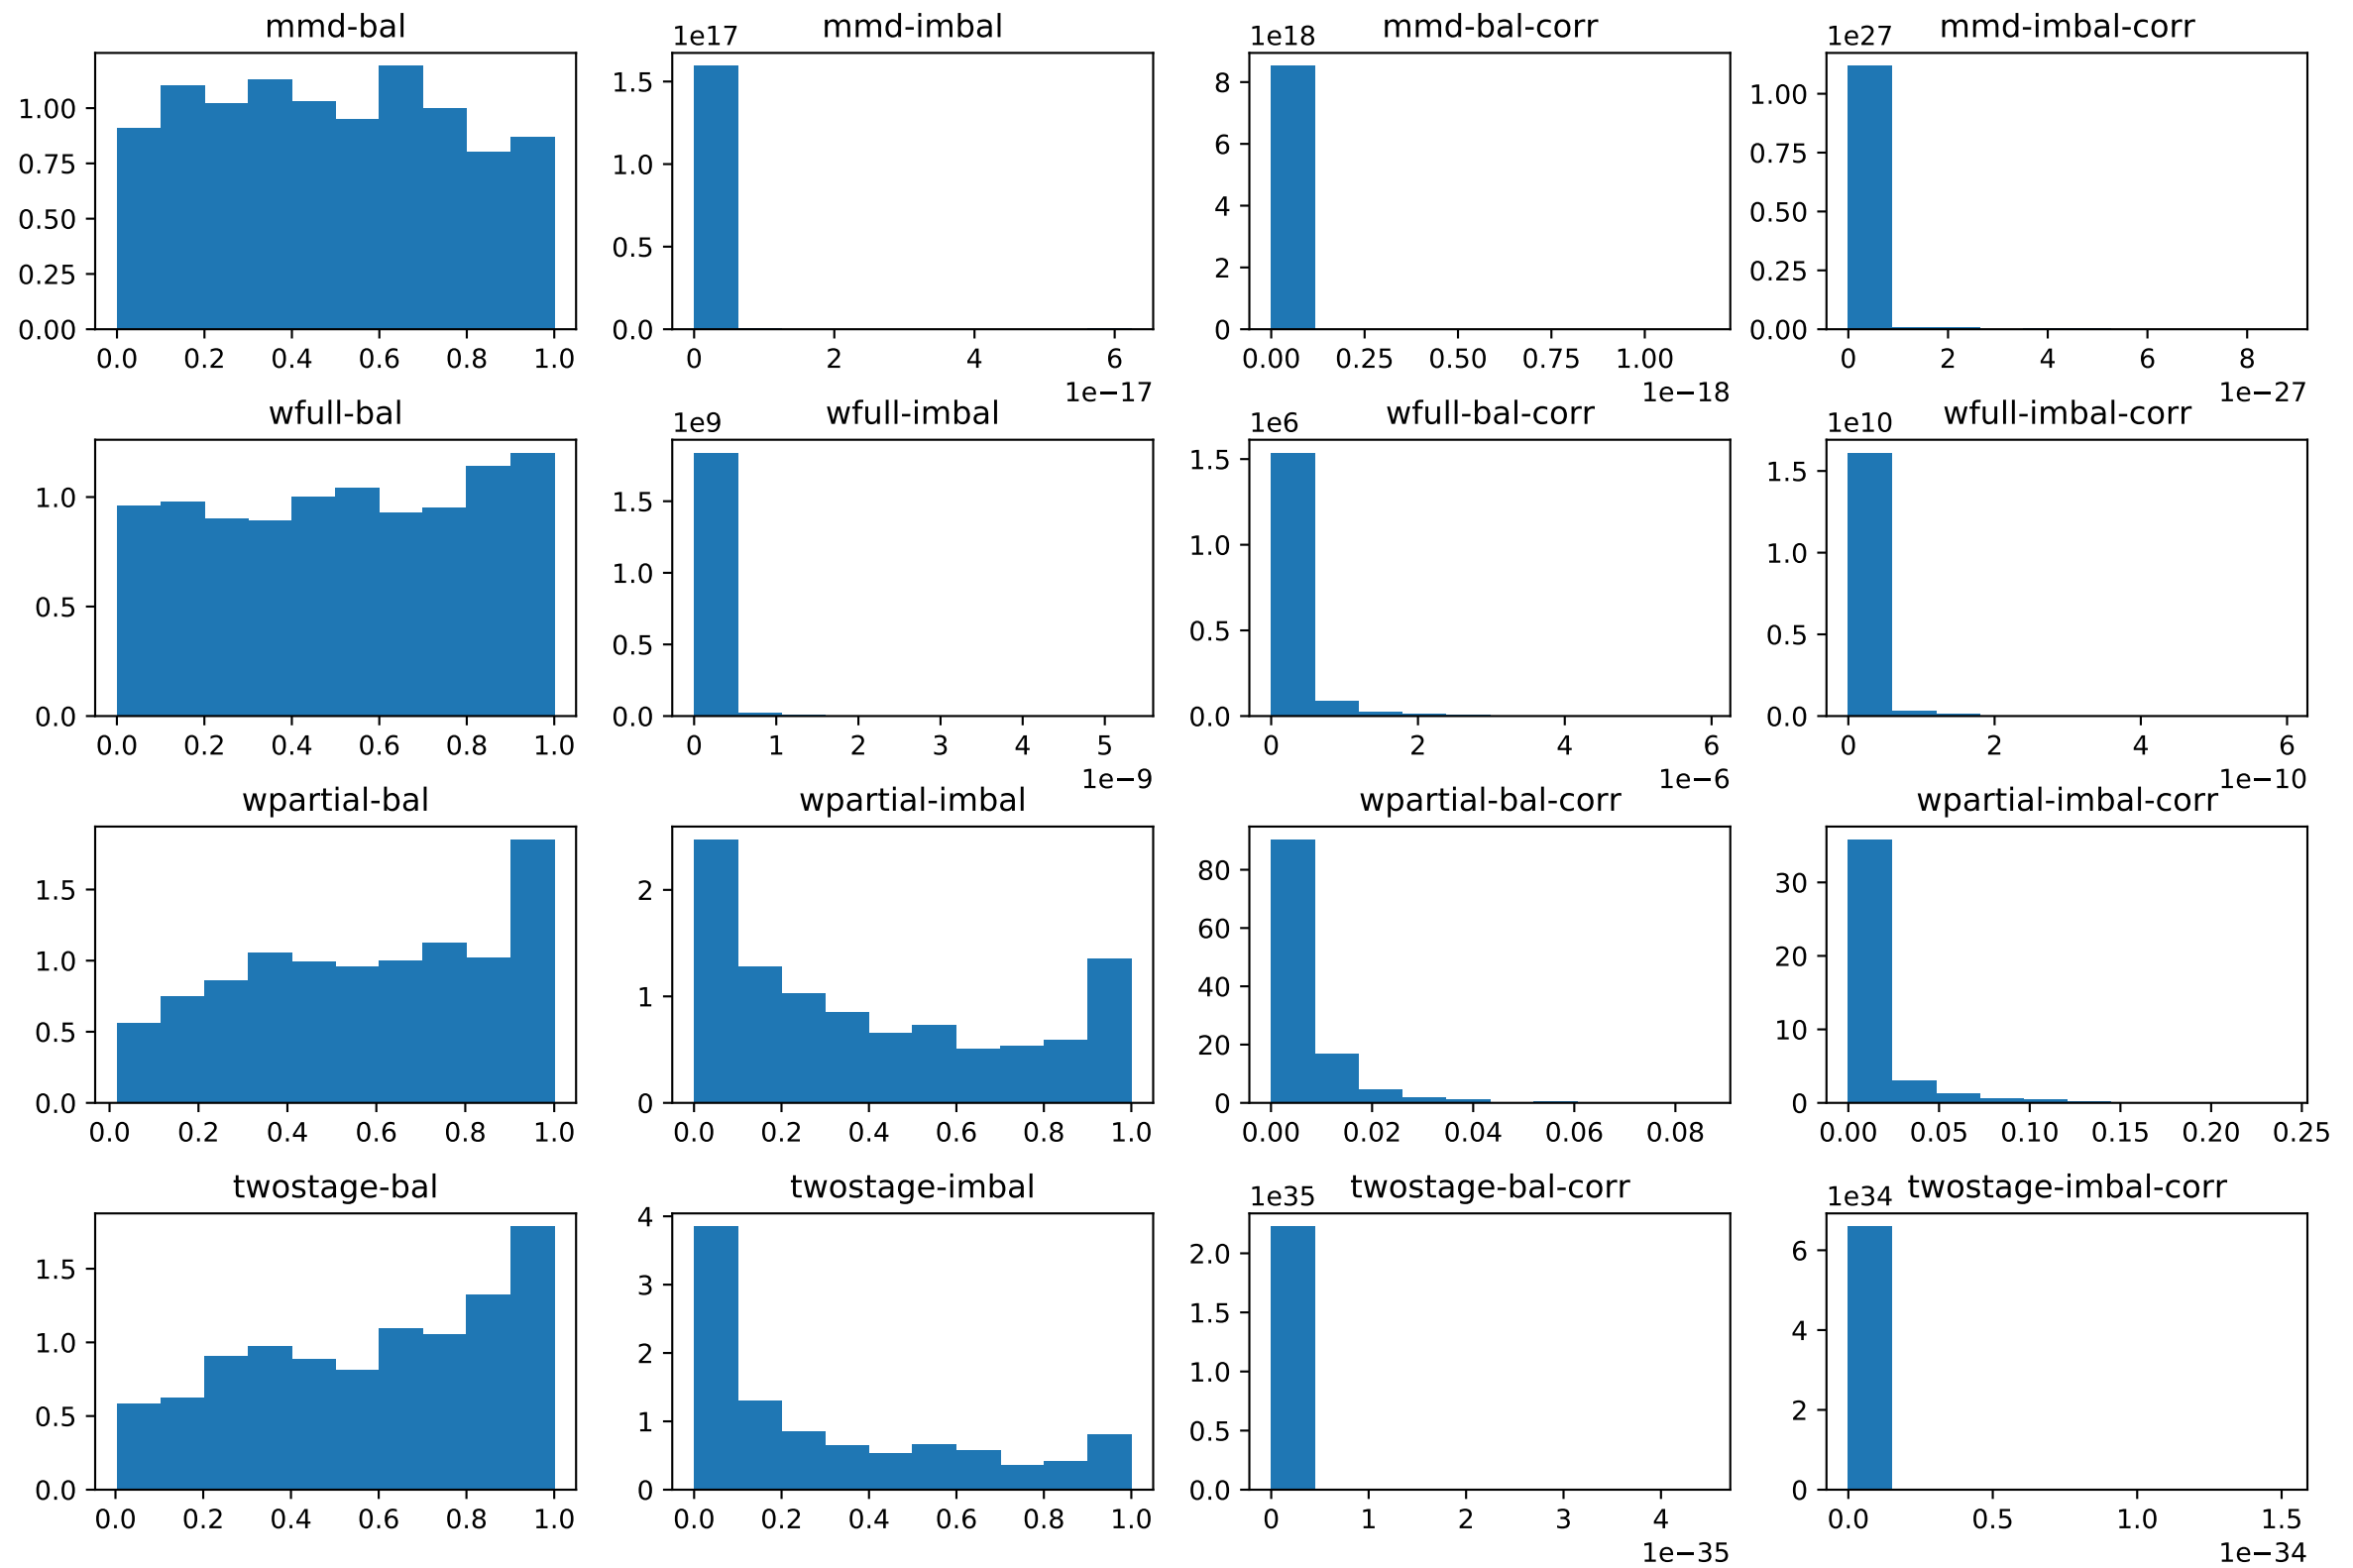 mmd-bal
0.00
0.25
0.50
0.75
1.00
0.0 0.2 0.4 0.6 0.8 1.0
mmd-imbal
1e17
0.0
0.5
1.0
1.5
0 2 4 6
1e−17
mmd-bal-corr
1e18
0
2
4
6
8
0.00 0.25 0.50 0.75 1.00
1e−18
mmd-imbal-corr
1e27
0.00
0.25
0.50
0.75
1.00
0 2 4 6 8
1e−27
wfull-bal
0.0
0.5
1.0
0.0 0.2 0.4 0.6 0.8 1.0
wfull-imbal
1e9
0.0
0.5
1.0
1.5
0 1 2 3 4 5
1e−9
wfull-bal-corr
1e6
0.0
0.5
1.0
1.5
0 2 4 6
1e−6
wfull-imbal-corr
1e10
0.0
0.5
1.0
1.5
0 2 4 6
1e−10
wpartial-bal
0.0
0.5
1.0
1.5
0.0 0.2 0.4 0.6 0.8 1.0
wpartial-imbal
0
1
2
0.0 0.2 0.4 0.6 0.8 1.0
wpartial-bal-corr
0
20
40
60
80
0.00 0.02 0.04 0.06 0.08
wpartial-imbal-corr
0
10
20
30
0.00 0.05 0.10 0.15 0.20 0.25
twostage-bal
0.0
0.5
1.0
1.5
0.0 0.2 0.4 0.6 0.8 1.0
twostage-imbal
0
1
2
3
4
0.0 0.2 0.4 0.6 0.8 1.0
twostage-bal-corr
1e35
0.0
0.5
1.0
1.5
2.0
0 1 2 3 4
1e−35
twostage-imbal-corr
1e34
0
2
4
6
0.0 0.5 1.0 1.5
1e−34